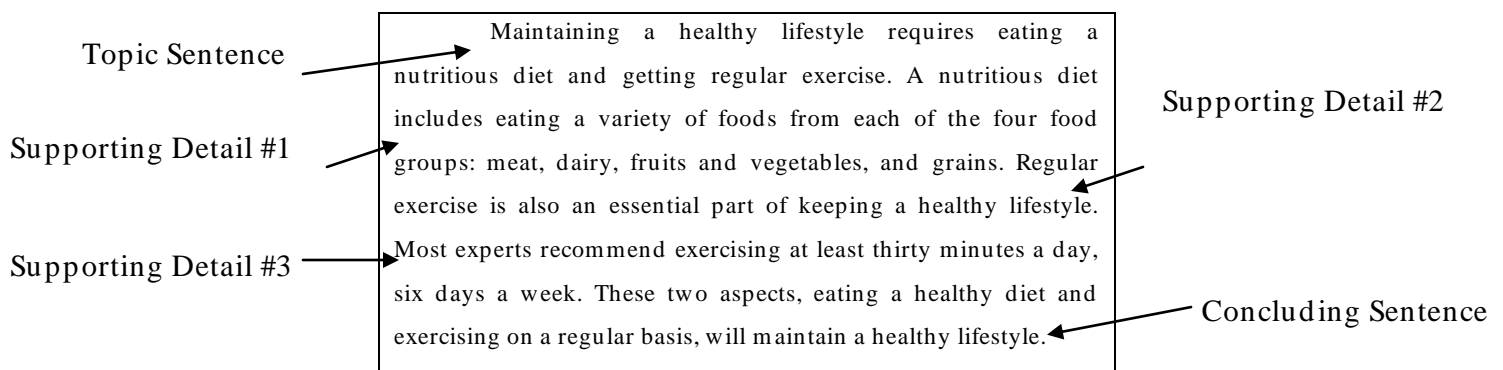 Topic Sentence
Supporting Detail #1
Supporting Detail #3
Maintaining a healthy lifestyle requires eating a
nutritious diet and getting regular exercise. A nutritious diet
includes eating a variety of foods from each of the four food
groups: meat, dairy, fruits and vegetables, and grains. Regular
exercise is also an essential part of keeping a healthy lifestyle.
Most experts recommend exercising at least thirty minutes a day,
six days a week. These two aspects, eating a healthy diet and
exercising on a regular basis, will maintain a healthy lifestyle.
Supporting Detail #2
Concluding Sentence